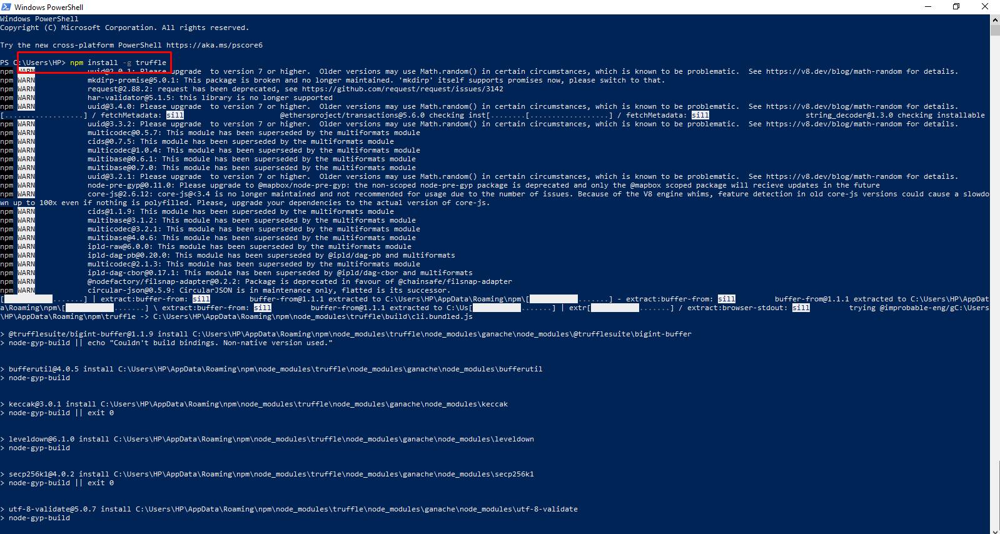 Windows PowerShell
Windows PowerShell
Copyright (C) Microsoft Corporation. All rights reserved.
Try the new cross-platform PowerShell https://aka.ms/pscore6
PS C:\Users\HP> npm install -g truffle
npm WARN uuid@2.0.1: Please upgrade  to version 7 or higher.  Older versions may use Math.random() in certain circumstances, which is known to be problematic.  See https://v8.dev/blog/math-random for details.
npm WARN mkdirp-promise@5.0.1: This package is broken and no longer maintained. 'mkdirp' itself supports promises now, please switch to that.
npm WARN request@2.88.2: request has been deprecated, see https://github.com/request/request/issues/3142
npm WARN har-validator@5.1.5: this library is no longer supported
npm WARN uuid@3.4.0: Please upgrade  to version 7 or higher.  Older versions may use Math.random() in certain circumstances, which is known to be problematic.  See https://v8.dev/blog/math-random for details.
[..................] / fetchMetadata: sill @ethersproject/transactions@5.6.0 checking inst[........[..................] / fetchMetadata: sill string_decoder@1.3.0 checking installable
npm WARN uuid@3.3.2: Please upgrade  to version 7 or higher.  Older versions may use Math.random() in certain circumstances, which is known to be problematic.  See https://v8.dev/blog/math-random for details.
npm WARN multicodec@0.5.7: This module has been superseded by the multiformats module
npm WARN cids@0.7.5: This module has been superseded by the multiformats module
npm WARN multicodec@1.0.4: This module has been superseded by the multiformats module
npm WARN multibase@0.6.1: This module has been superseded by the multiformats module
npm WARN multibase@0.7.0: This module has been superseded by the multiformats module
npm WARN uuid@3.2.1: Please upgrade  to version 7 or higher.  Older versions may use Math.random() in certain circumstances, which is known to be problematic.  See https://v8.dev/blog/math-random for details.
npm WARN node-pre-gyp@0.11.0: Please upgrade to @mapbox/node-pre-gyp: the non-scoped node-pre-gyp package is deprecated and only the @mapbox scoped package will recieve updates in the future
npm WARN core-js@2.6.12: core-js@<3.4 is no longer maintained and not recommended for usage due to the number of issues. Because of the V8 engine whims, feature detection in old core-js versions could cause a slowdo
wn up to 100x even if nothing is polyfilled. Please, upgrade your dependencies to the actual version of core-js.
npm WARN cids@1.1.9: This module has been superseded by the multiformats module
npm WARN multibase@3.1.2: This module has been superseded by the multiformats module
npm WARN multicodec@3.2.1: This module has been superseded by the multiformats module
npm WARN multibase@4.0.6: This module has been superseded by the multiformats module
npm WARN ipld-raw@6.0.0: This module has been superseded by the multiformats module
npm WARN ipld-dag-pb@0.20.0: This module has been superseded by @ipld/dag-pb and multiformats
npm WARN multicodec@2.1.3: This module has been superseded by the multiformats module
npm WARN ipld-dag-cbor@0.17.1: This module has been superseded by @ipld/dag-cbor and multiformats
npm WARN @nodefactory/filsnap-adapter@0.2.2: Package is deprecated in favour of @chainsafe/filsnap-adapter
npm WARN circular-json@0.5.9: CircularJSON is in maintenance only, flatted is its successor.
[           .......] | extract:buffer-from: sill buffer-from@1.1.1 extracted to C:\Users\HP\AppData\Roaming\npm\[           .......] - extract:buffer-from: sill buffer-from@1.1.1 extracted to C:\Users\HP\AppDat
a\Roaming\npm\[           .......] \ extract:buffer-from: sill buffer-from@1.1.1 extracted to C:\Us[           .......] | extr[           .......] / extract:browser-stdout: sill trying @improbable-eng/gC:\Users
\HP\AppData\Roaming\npm\truffle -> C:\Users\HP\AppData\Roaming\npm\node_modules\truffle\build\cli.bundled.js
> @trufflesuite/bigint-buffer@1.1.9 install C:\Users\HP\AppData\Roaming\npm\node_modules\truffle\node_modules\ganache\node_modules\@trufflesuite\bigint-buffer
> node-gyp-build || echo "Couldn't build bindings. Non-native version used."
> bufferutil@4.0.5 install C:\Users\HP\AppData\Roaming\npm\node_modules\truffle\node_modules\ganache\node_modules\bufferutil
> node-gyp-build
> keccak@3.0.1 install C:\Users\HP\AppData\Roaming\npm\node_modules\truffle\node_modules\ganache\node_modules\keccak
> node-gyp-build || exit 0
> leveldown@6.1.0 install C:\Users\HP\AppData\Roaming\npm\node_modules\truffle\node_modules\ganache\node_modules\leveldown
> node-gyp-build
> secp256k1@4.0.2 install C:\Users\HP\AppData\Roaming\npm\node_modules\truffle\node_modules\ganache\node_modules\secp256k1
> node-gyp-build || exit 0
> utf-8-validate@5.0.7 install C:\Users\HP\AppData\Roaming\npm\node_modules\truffle\node_modules\ganache\node_modules\utf-8-validate
> node-gyp-build